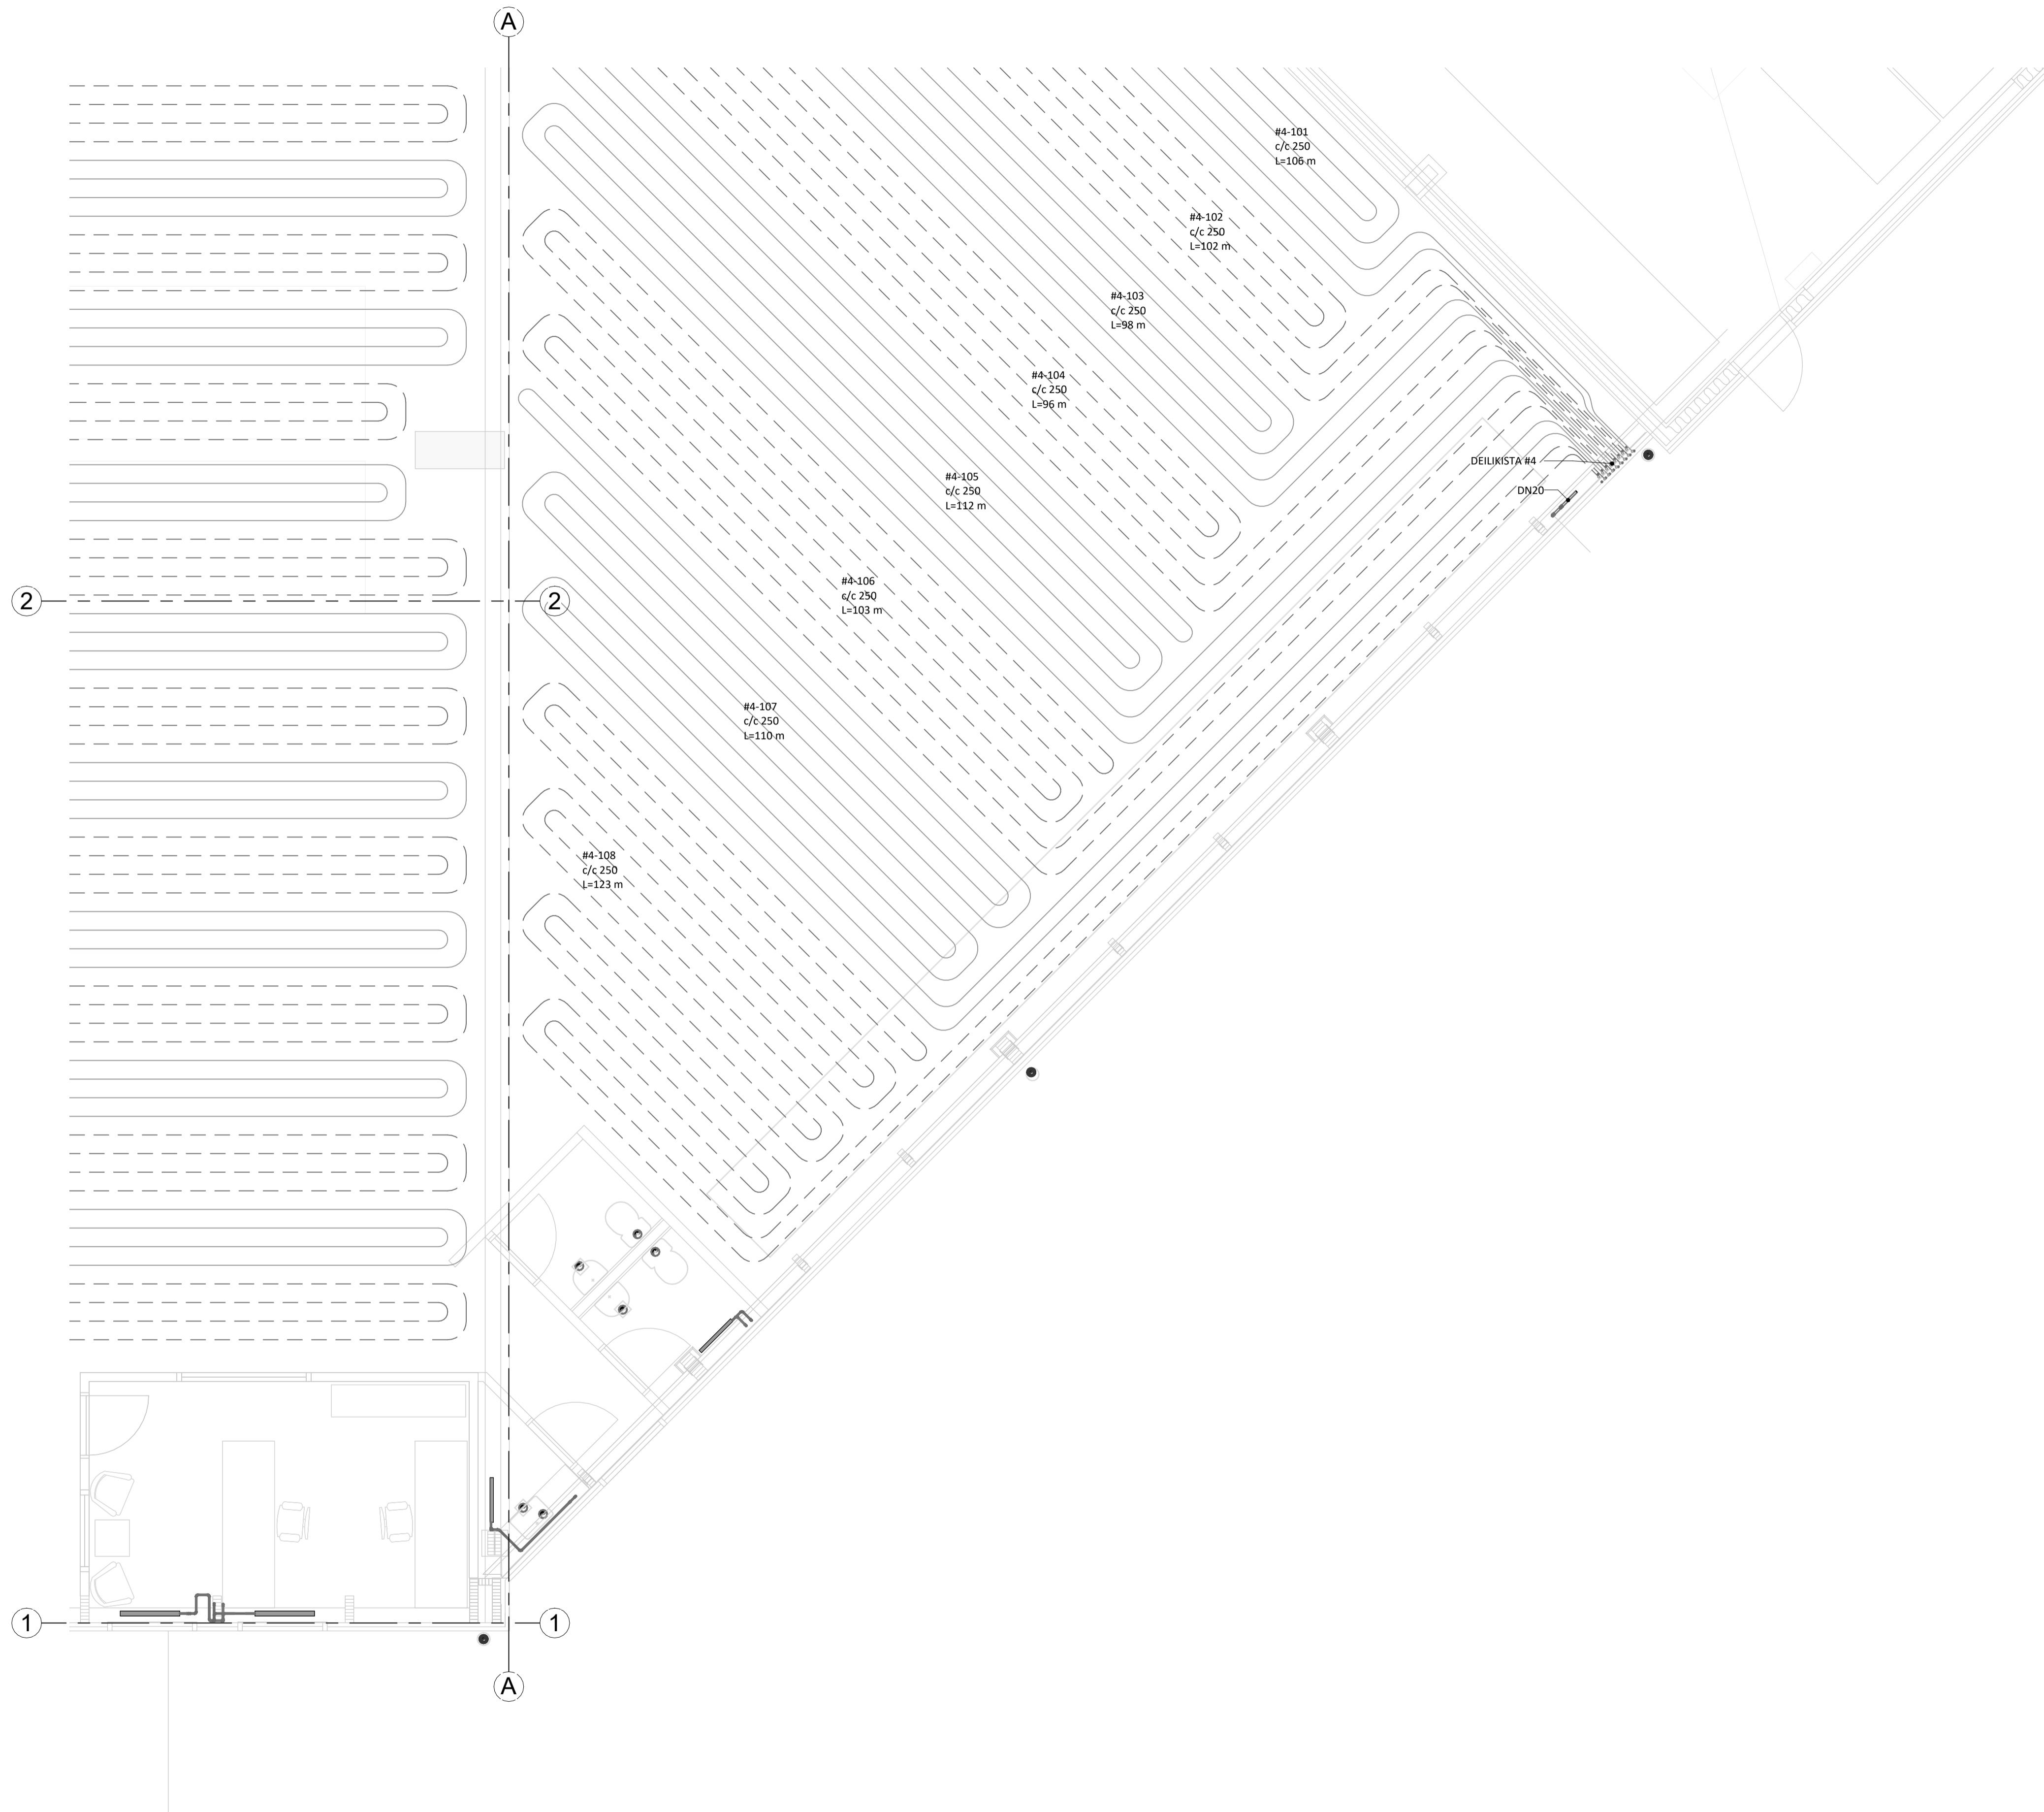 A
#4-101
c/c 250
L=106 m
#4-102
c/c 250
L=102 m
#4-103
c/c 250
L=98 m
#4-104
c/c 250
L=96 m
DEILIKISTA #4
DN20
#4-105
c/c 250
L=112 m
#4-106
c/c 250
L=103 m
2
2
#4-107
c/c 250
L=110 m
#4-108
c/c 250
L=123 m
1
1
A